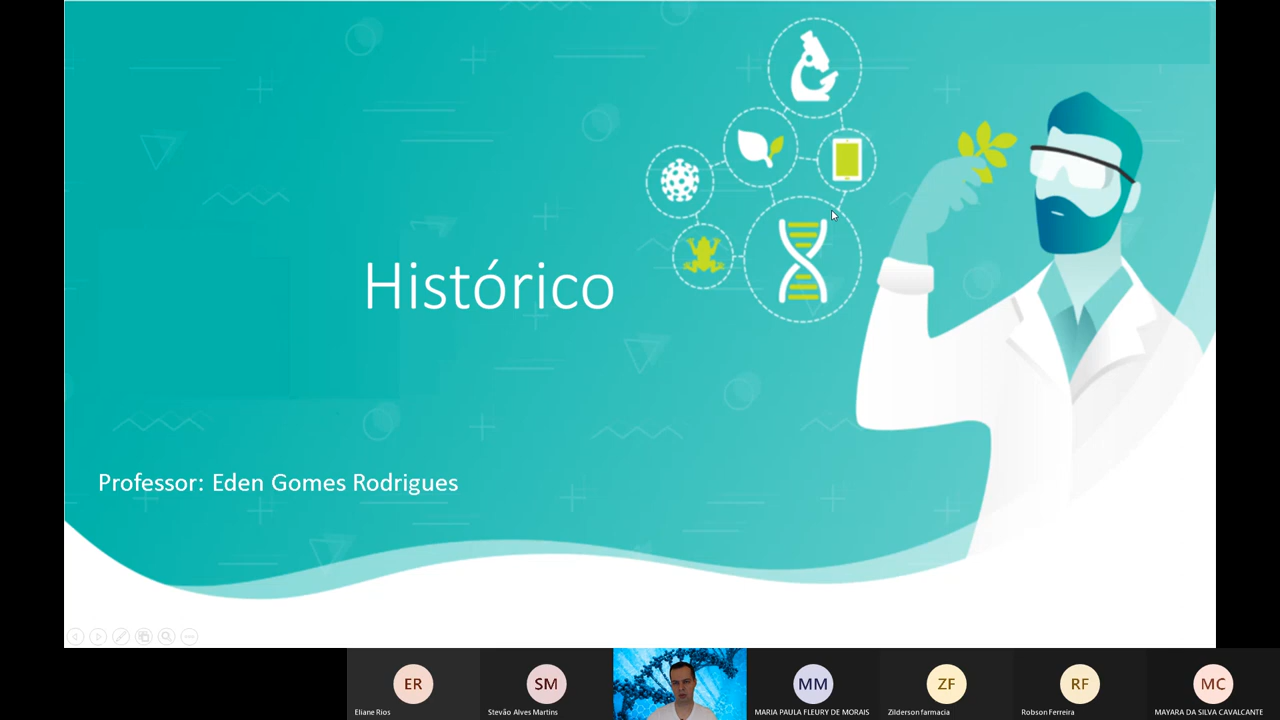 Histórico
Professor: Eden Gomes Rodrigues
ER
SM
MM
ZF
RF
MC
Eliane Rios
Stevão Alves Martins
MARIA PAULA FLEURY DE MORAIS
Zilderson farmacia
Robson Ferreira
MAYARA DA SILVA CAVALCANTE